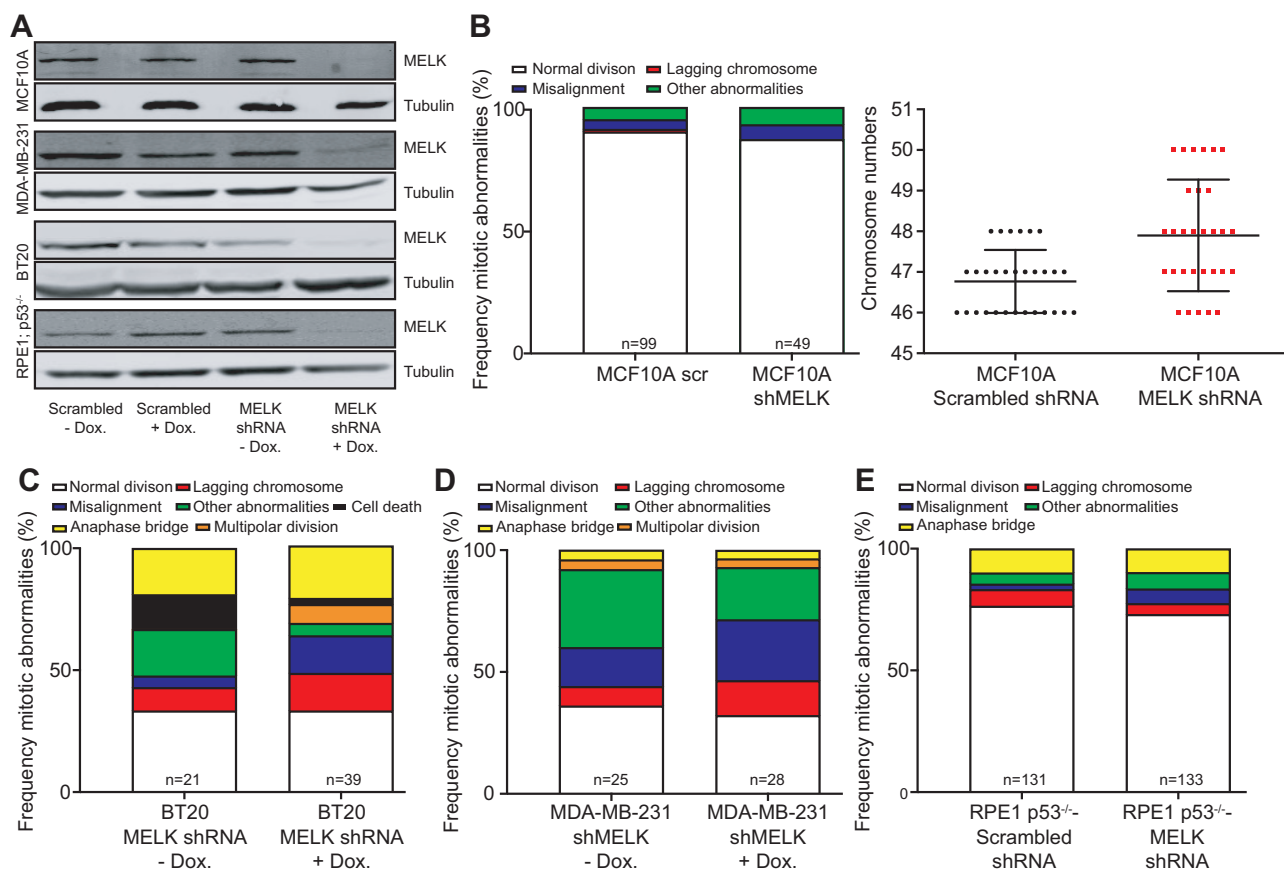 A
MCF10A
MELK
Tubulin
MDA-MB-231
MELK
Tubulin
BT20
MELK
Tubulin
RPE1; p53-/-
MELK
Tubulin
Scrambled
- Dox.
Scrambled
+ Dox.
MELK
shRNA
- Dox.
MELK
shRNA
+ Dox.
B
Normal divison
Lagging chromosome
Misalignment
Other abnormalities
Frequency mitotic abnormalities (%)
100
50
0
n=99
n=49
MCF10A scr
MCF10A
shMELK
Chromosome numbers
51
50
49
48
47
46
45
MCF10A
Scrambled shRNA
MCF10A
MELK shRNA
C
Normal divison
Lagging chromosome
Misalignment
Other abnormalities
Cell death
Anaphase bridge
Multipolar division
Frequency mitotic abnormalities (%)
100
50
0
n=21
n=39
BT20
MELK shRNA
- Dox.
BT20
MELK shRNA
+ Dox.
D
Normal divison
Lagging chromosome
Misalignment
Other abnormalities
Anaphase bridge
Multipolar division
Frequency mitotic abnormalities (%)
100
50
0
n=25
n=28
MDA-MB-231
shMELK
- Dox.
MDA-MB-231
shMELK
+ Dox.
E
Normal divison
Lagging chromosome
Misalignment
Other abnormalities
Anaphase bridge
Frequency mitotic abnormalities (%)
100
50
0
n=131
n=133
RPE1 p53-/--
Scrambled
shRNA
RPE1 p53-/--
MELK
shRNA